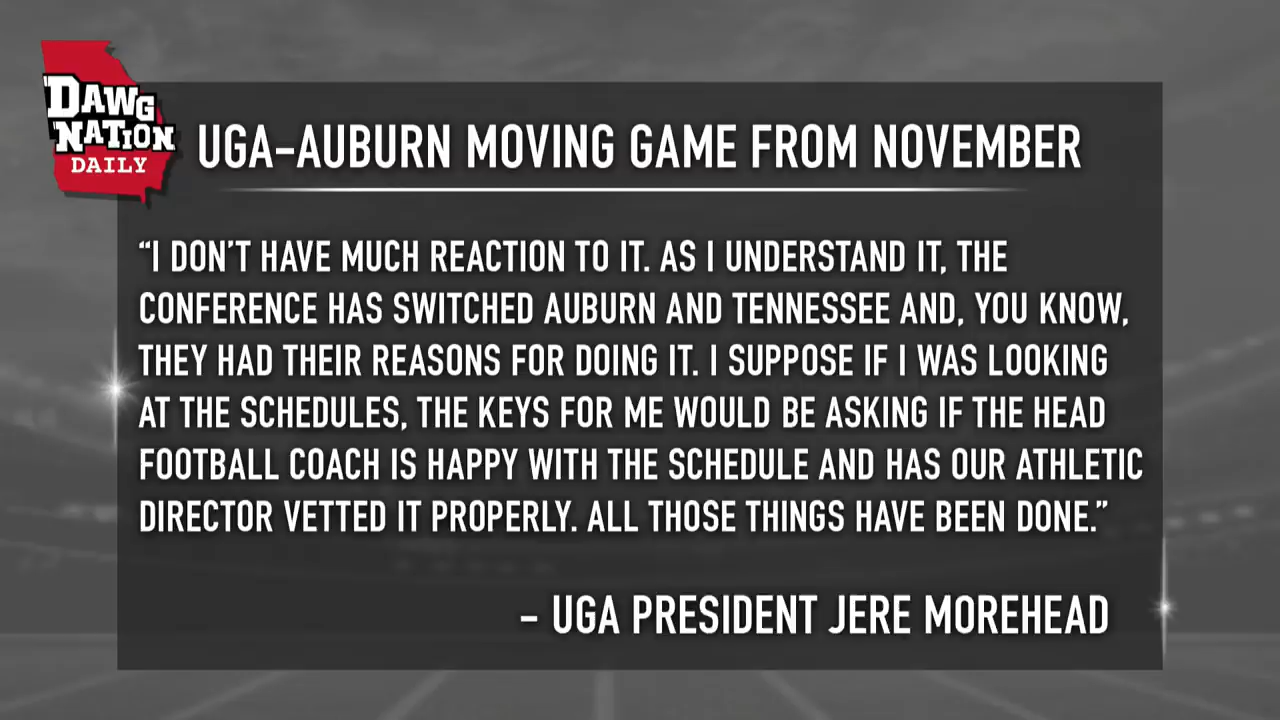 DAWG
NATION
DAILY
UGA-AUBURN MOVING GAME FROM NOVEMBER
“I DON’T HAVE MUCH REACTION TO IT. AS I UNDERSTAND IT, THE
CONFERENCE HAS SWITCHED AUBURN AND TENNESSEE AND, YOU KNOW,
THEY HAD THEIR REASONS FOR DOING IT. I SUPPOSE IF I WAS LOOKING
AT THE SCHEDULES, THE KEYS FOR ME WOULD BE ASKING IF THE HEAD
FOOTBALL COACH IS HAPPY WITH THE SCHEDULE AND HAS OUR ATHLETIC
DIRECTOR VETTED IT PROPERLY. ALL THOSE THINGS HAVE BEEN DONE.”
- UGA PRESIDENT JERE MOREHEAD